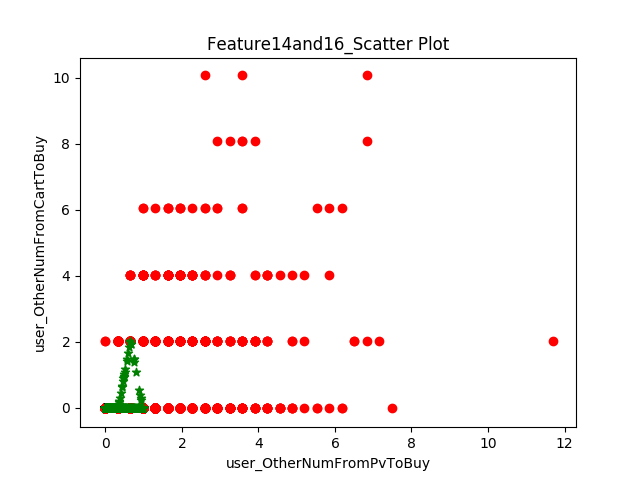 Feature14and16_Scatter Plot
10
8
6
4
2
0
user_OtherNumFromCartToBuy
0 2 4 6 8 10 12
user_OtherNumFromPvToBuy